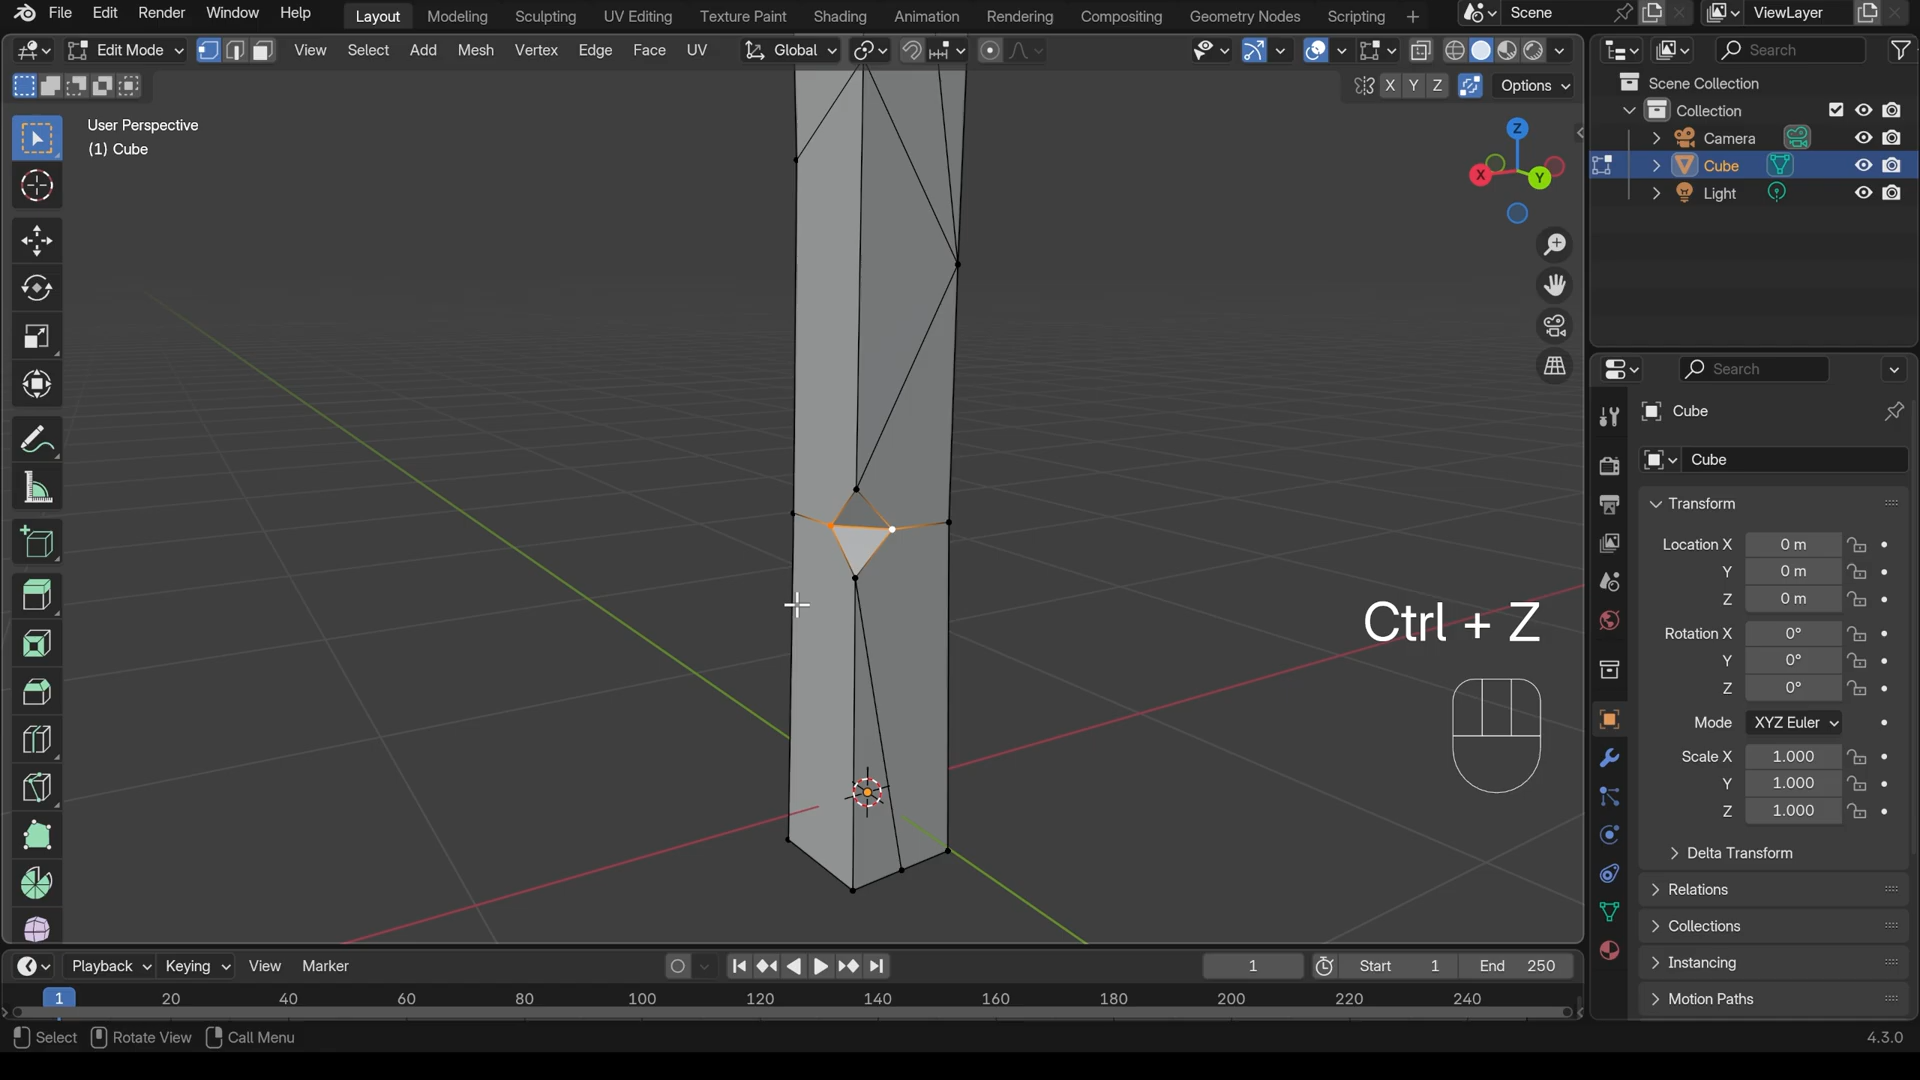 File Edit Render Window Help Layout Modeling Sculpting UV Editing Texture Paint Shading Animation Rendering Compositing Geometry Nodes Scripting + Scene ViewLayer
Edit Mode View Select Add Mesh Vertex Edge Face UV Global Search
X Y Z Options
User Perspective
(1) Cube
Z
X
Y
Scene Collection
Collection
Camera
Cube
Light
Search
Cube
Cube
Transform
Location X 0 m
Y 0 m
Z 0 m
Rotation X 0°
Y 0°
Z 0°
Mode XYZ Euler
Scale X 1.000
Y 1.000
Z 1.000
Delta Transform
Relations
Collections
Instancing
Motion Paths
Ctrl + Z
Playback Keying View Marker 1 Start 1 End 250
1 20 40 60 80 100 120 140 160 180 200 220 240
Select Rotate View Call Menu 4.3.0